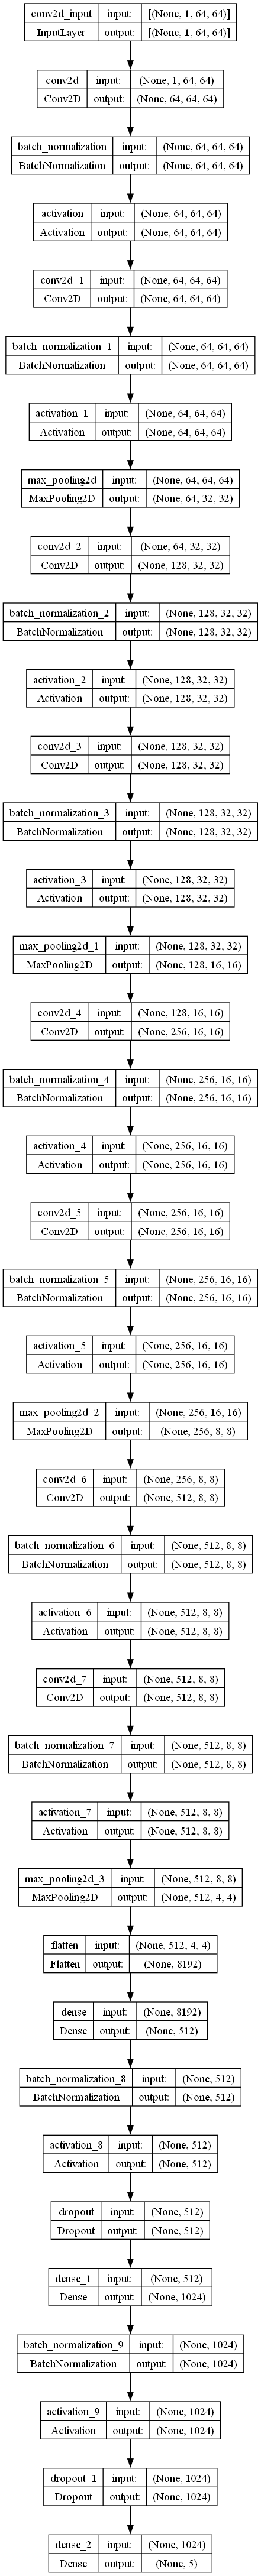 conv2d_input input: [(None, 1, 64, 64)]
InputLayer output: [(None, 1, 64, 64)]
conv2d input: (None, 1, 64, 64)
Conv2D output: (None, 64, 64, 64)
batch_normalization input: (None, 64, 64, 64)
BatchNormalization output: (None, 64, 64, 64)
activation input: (None, 64, 64, 64)
Activation output: (None, 64, 64, 64)
conv2d_1 input: (None, 64, 64, 64)
Conv2D output: (None, 64, 64, 64)
batch_normalization_1 input: (None, 64, 64, 64)
BatchNormalization output: (None, 64, 64, 64)
activation_1 input: (None, 64, 64, 64)
Activation output: (None, 64, 64, 64)
max_pooling2d input: (None, 64, 64, 64)
MaxPooling2D output: (None, 64, 32, 32)
conv2d_2 input: (None, 64, 32, 32)
Conv2D output: (None, 128, 32, 32)
batch_normalization_2 input: (None, 128, 32, 32)
BatchNormalization output: (None, 128, 32, 32)
activation_2 input: (None, 128, 32, 32)
Activation output: (None, 128, 32, 32)
conv2d_3 input: (None, 128, 32, 32)
Conv2D output: (None, 128, 32, 32)
batch_normalization_3 input: (None, 128, 32, 32)
BatchNormalization output: (None, 128, 32, 32)
activation_3 input: (None, 128, 32, 32)
Activation output: (None, 128, 32, 32)
max_pooling2d_1 input: (None, 128, 32, 32)
MaxPooling2D output: (None, 128, 16, 16)
conv2d_4 input: (None, 128, 16, 16)
Conv2D output: (None, 256, 16, 16)
batch_normalization_4 input: (None, 256, 16, 16)
BatchNormalization output: (None, 256, 16, 16)
activation_4 input: (None, 256, 16, 16)
Activation output: (None, 256, 16, 16)
conv2d_5 input: (None, 256, 16, 16)
Conv2D output: (None, 256, 16, 16)
batch_normalization_5 input: (None, 256, 16, 16)
BatchNormalization output: (None, 256, 16, 16)
activation_5 input: (None, 256, 16, 16)
Activation output: (None, 256, 16, 16)
max_pooling2d_2 input: (None, 256, 16, 16)
MaxPooling2D output: (None, 256, 8, 8)
conv2d_6 input: (None, 256, 8, 8)
Conv2D output: (None, 512, 8, 8)
batch_normalization_6 input: (None, 512, 8, 8)
BatchNormalization output: (None, 512, 8, 8)
activation_6 input: (None, 512, 8, 8)
Activation output: (None, 512, 8, 8)
conv2d_7 input: (None, 512, 8, 8)
Conv2D output: (None, 512, 8, 8)
batch_normalization_7 input: (None, 512, 8, 8)
BatchNormalization output: (None, 512, 8, 8)
activation_7 input: (None, 512, 8, 8)
Activation output: (None, 512, 8, 8)
max_pooling2d_3 input: (None, 512, 8, 8)
MaxPooling2D output: (None, 512, 4, 4)
flatten input: (None, 512, 4, 4)
Flatten output: (None, 8192)
dense input: (None, 8192)
Dense output: (None, 512)
batch_normalization_8 input: (None, 512)
BatchNormalization output: (None, 512)
activation_8 input: (None, 512)
Activation output: (None, 512)
dropout input: (None, 512)
Dropout output: (None, 512)
dense_1 input: (None, 512)
Dense output: (None, 1024)
batch_normalization_9 input: (None, 1024)
BatchNormalization output: (None, 1024)
activation_9 input: (None, 1024)
Activation output: (None, 1024)
dropout_1 input: (None, 1024)
Dropout output: (None, 1024)
dense_2 input: (None, 1024)
Dense output: (None, 5)